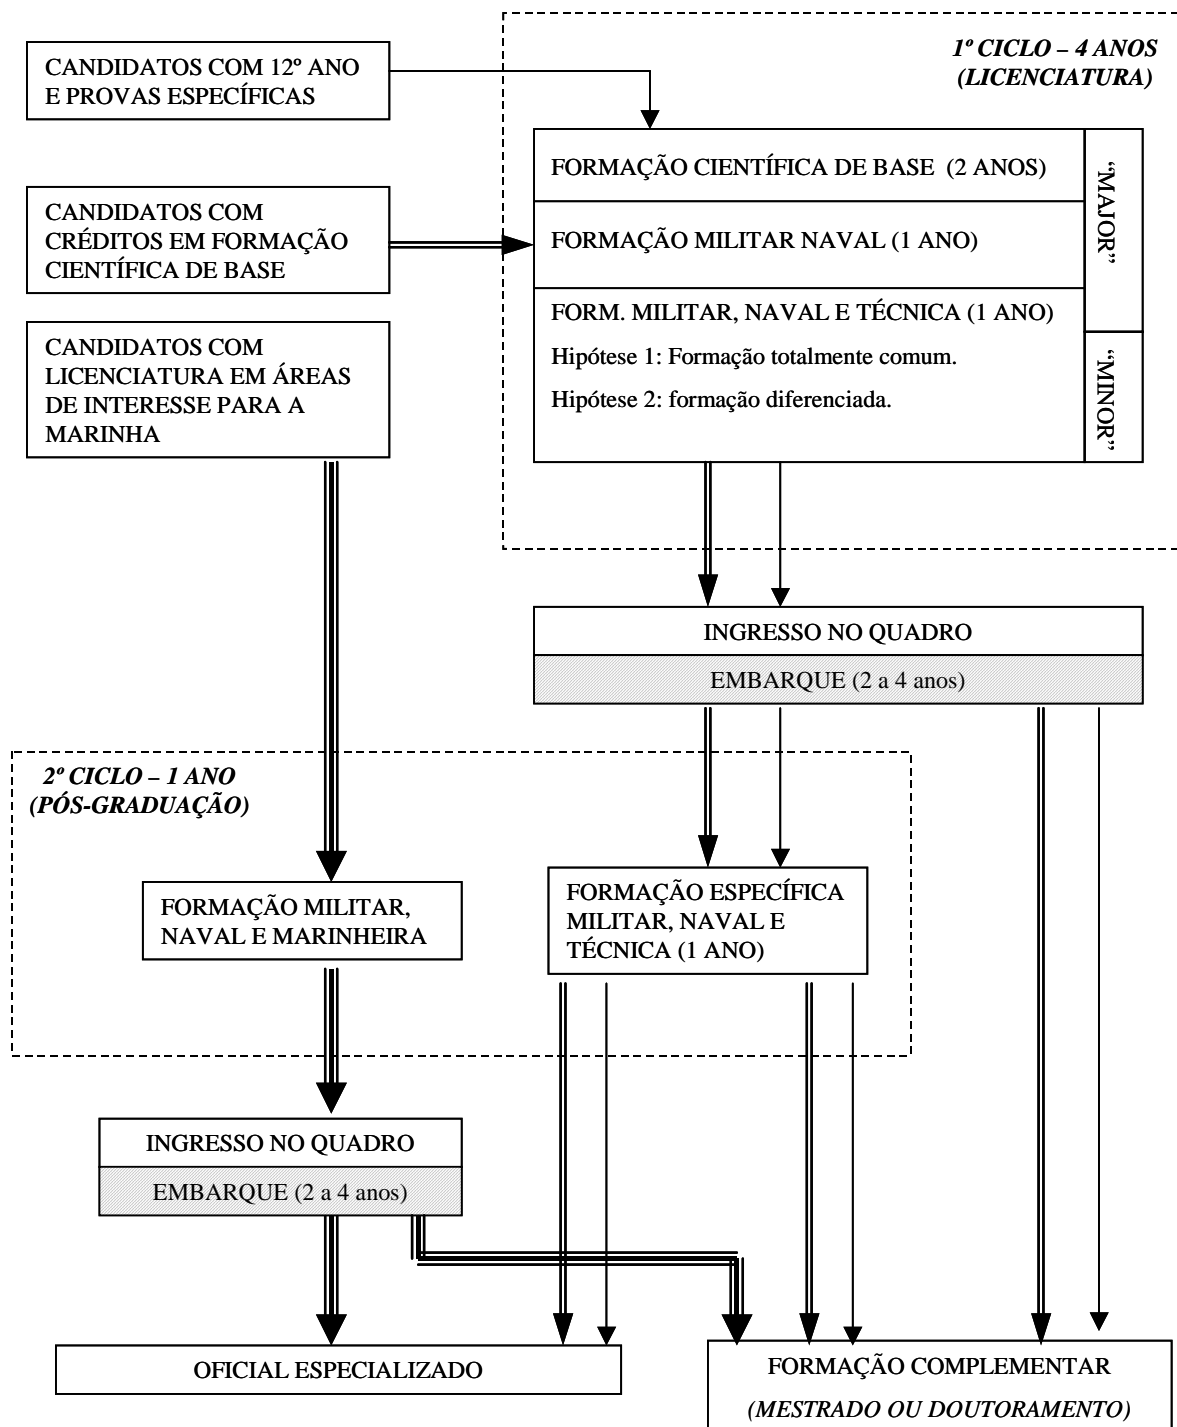 1º CICLO – 4 ANOS
(LICENCIATURA)
CANDIDATOS COM 12º ANO
E PROVAS ESPECÍFICAS
FORMAÇÃO CIENTÍFICA DE BASE (2 ANOS)
"MAJOR"
CANDIDATOS COM
CRÉDITOS EM FORMAÇÃO
CIENTÍFICA DE BASE
FORMAÇÃO MILITAR NAVAL (1 ANO)
FORM. MILITAR, NAVAL E TÉCNICA (1 ANO)
Hipótese 1: Formação totalmente comum.
Hipótese 2: formação diferenciada.
"MINOR"
CANDIDATOS COM
LICENCIATURA EM ÁREAS
DE INTERESSE PARA A
MARINHA
INGRESSO NO QUADRO
EMBARQUE (2 a 4 anos)
2º CICLO – 1 ANO
(PÓS-GRADUAÇÃO)
FORMAÇÃO MILITAR,
NAVAL E MARINHEIRA
FORMAÇÃO ESPECÍFICA
MILITAR, NAVAL E
TÉCNICA (1 ANO)
INGRESSO NO QUADRO
EMBARQUE (2 a 4 anos)
OFICIAL ESPECIALIZADO
FORMAÇÃO COMPLEMENTAR
(MESTRADO OU DOUTORAMENTO)